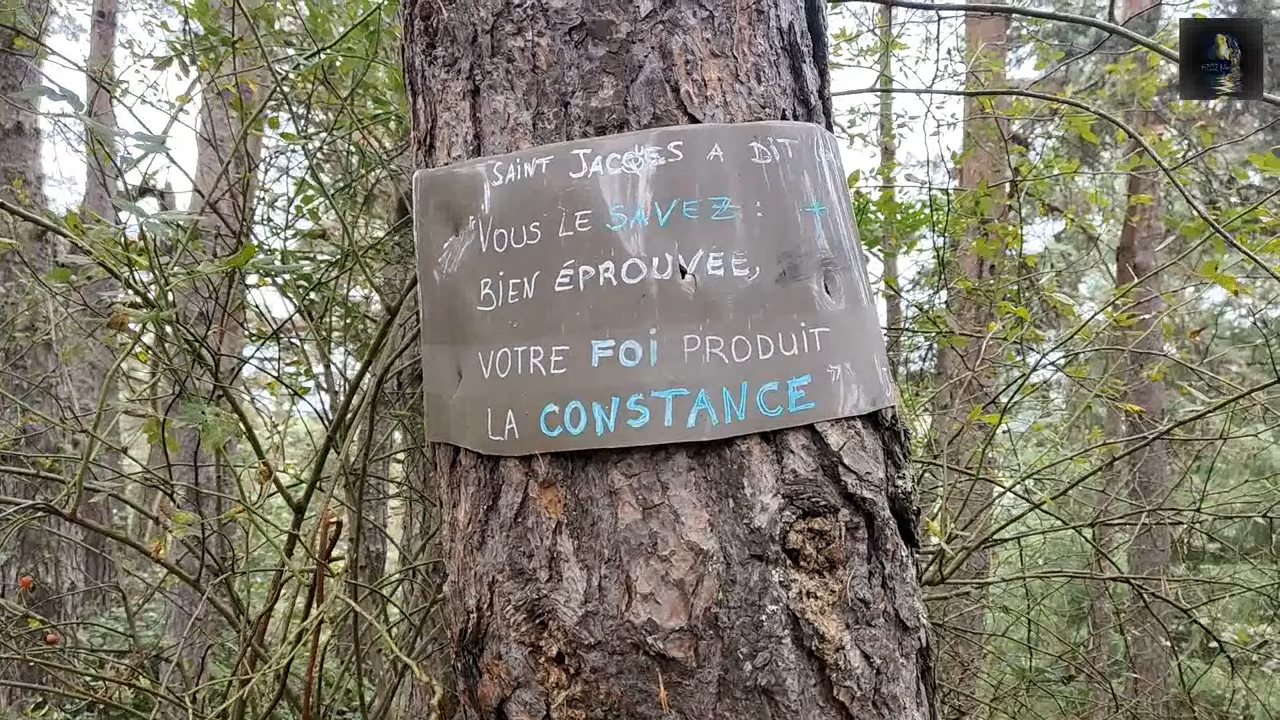 SAINT JACQUES A DIT
"VOUS LE SAVEZ : +
BIEN ÉPROUVÉE,
VOTRE FOI PRODUIT
LA CONSTANCE"